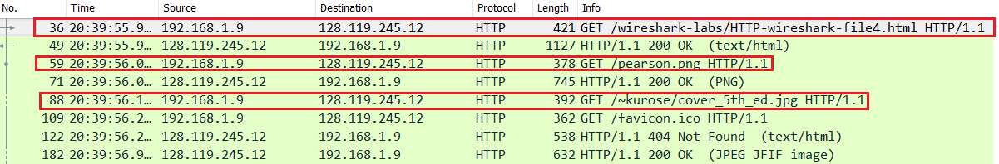 No. Time Source Destination Protocol Length Info
36 20:39:55.9… 192.168.1.9 128.119.245.12 HTTP 421 GET /wireshark-labs/HTTP-wireshark-file4.html HTTP/1.1
49 20:39:55.9… 128.119.245.12 192.168.1.9 HTTP 1127 HTTP/1.1 200 OK (text/html)
59 20:39:56.0… 192.168.1.9 128.119.245.12 HTTP 378 GET /pearson.png HTTP/1.1
71 20:39:56.0… 128.119.245.12 192.168.1.9 HTTP 745 HTTP/1.1 200 OK (PNG)
88 20:39:56.1… 192.168.1.9 128.119.245.12 HTTP 392 GET /~kurose/cover_5th_ed.jpg HTTP/1.1
109 20:39:56.2… 192.168.1.9 128.119.245.12 HTTP 362 GET /favicon.ico HTTP/1.1
122 20:39:56.9… 128.119.245.12 192.168.1.9 HTTP 538 HTTP/1.1 404 Not Found (text/html)
182 20:39:56.9… 128.119.245.12 192.168.1.9 HTTP 632 HTTP/1.1 200 OK (JPEG JFIF image)